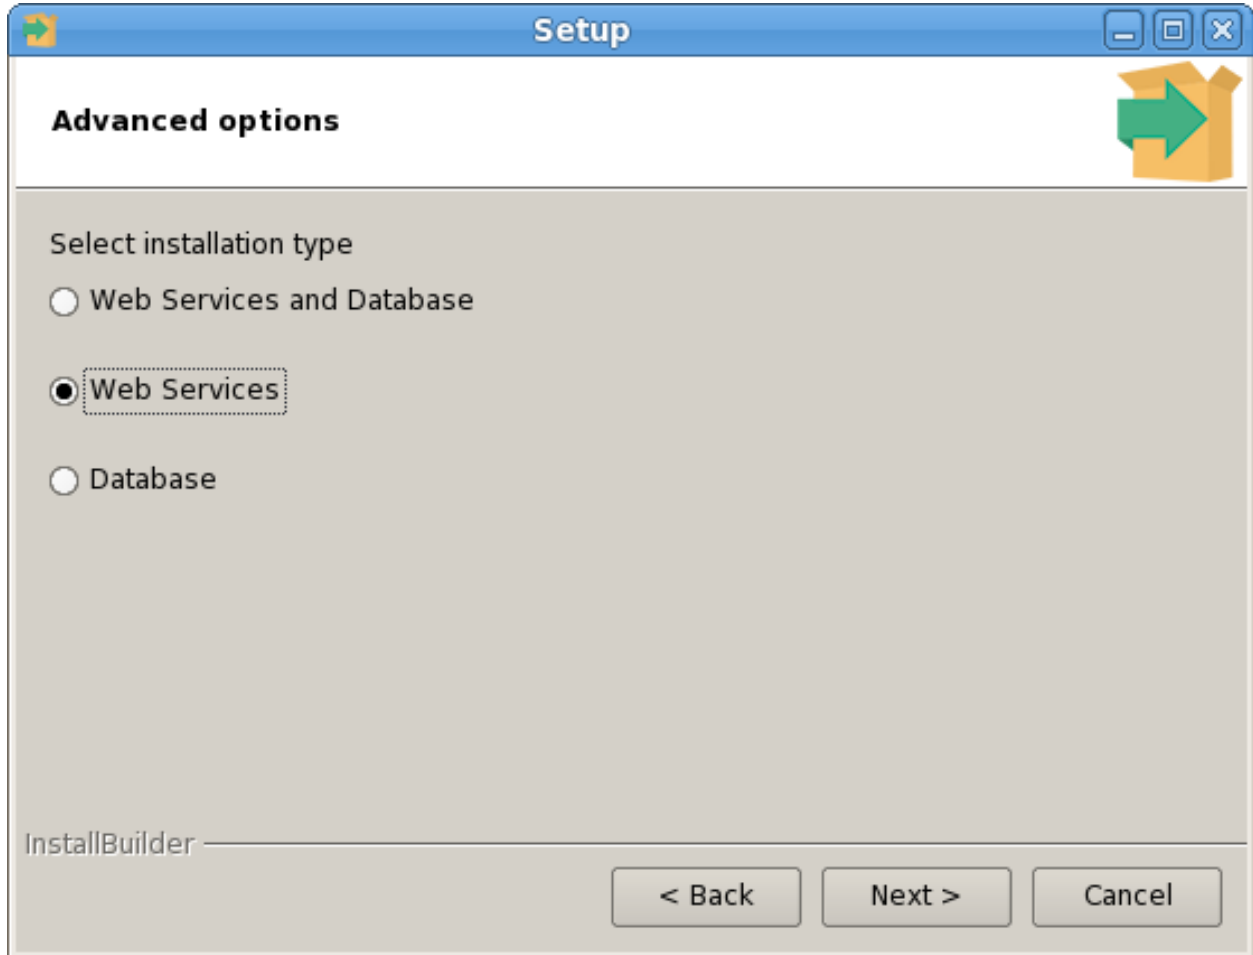 Setup
Advanced options
Select installation type
Web Services and Database
Web Services
Database
InstallBuilder
< Back Next > Cancel